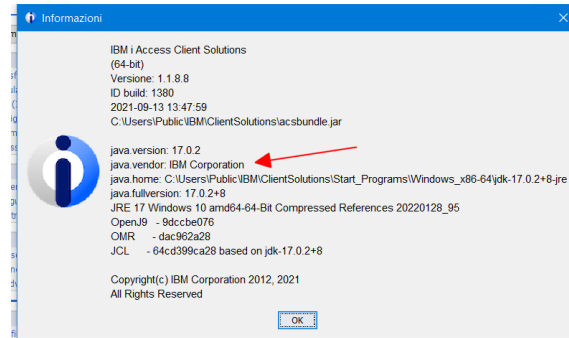 Informazioni
IBM i Access Client Solutions
(64-bit)
Versione: 1.1.8.8
ID build: 1380
2021-09-13 13:47:59
C:\Users\Public\IBM\ClientSolutions\acsbundle.jar
java.version: 17.0.2
java.vendor: IBM Corporation
java.home: C:\Users\Public\IBM\ClientSolutions\Start_Programs\Windows_x86-64\jdk-17.0.2+8-jre
java.fullversion: 17.0.2+8
JRE 17 Windows 10 amd64-64-Bit Compressed References 20220128_95
OpenJ9 - 9dccbe076
OMR - dac962a28
JCL - 64cd399ca28 based on jdk-17.0.2+8
Copyright(c) IBM Corporation 2012, 2021
All Rights Reserved
OK